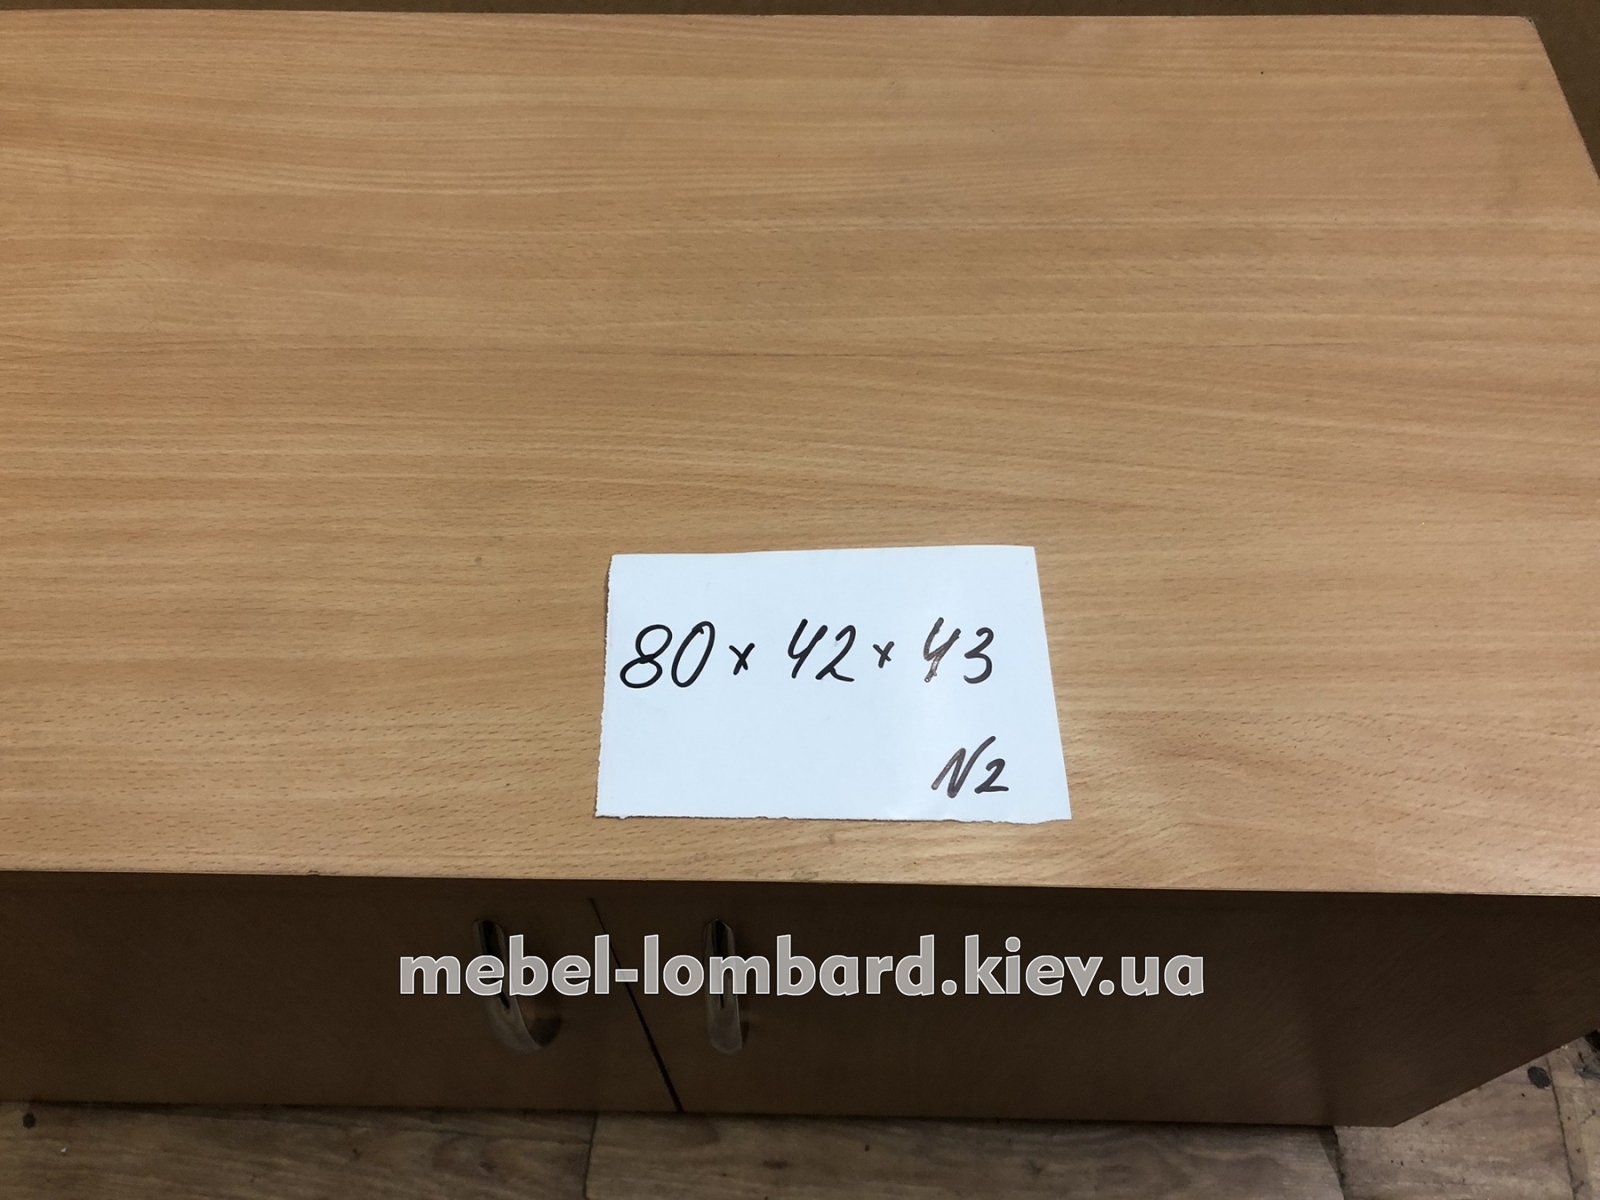 80 x 42 x 43
N2
mebel-lombard.kiev.ua